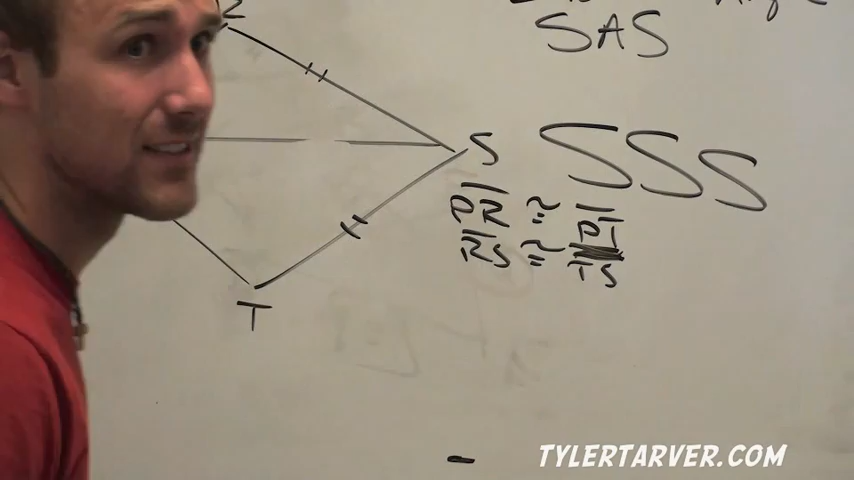 R
SAS
S
SSS
PR ≅ PT
RS ≅ TS
T
TYLERTARVER.COM